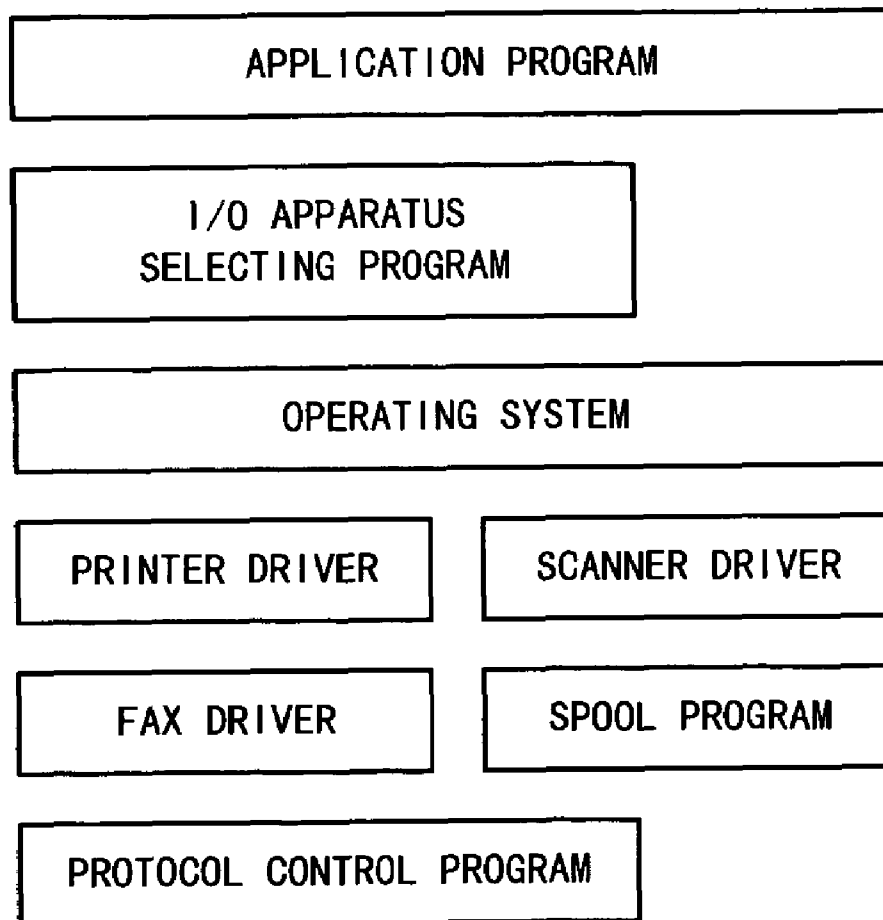 APPLICATION PROGRAM
I/O APPARATUS
SELECTING PROGRAM
OPERATING SYSTEM
PRINTER DRIVER
SCANNER DRIVER
FAX DRIVER
SPOOL PROGRAM
PROTOCOL CONTROL PROGRAM